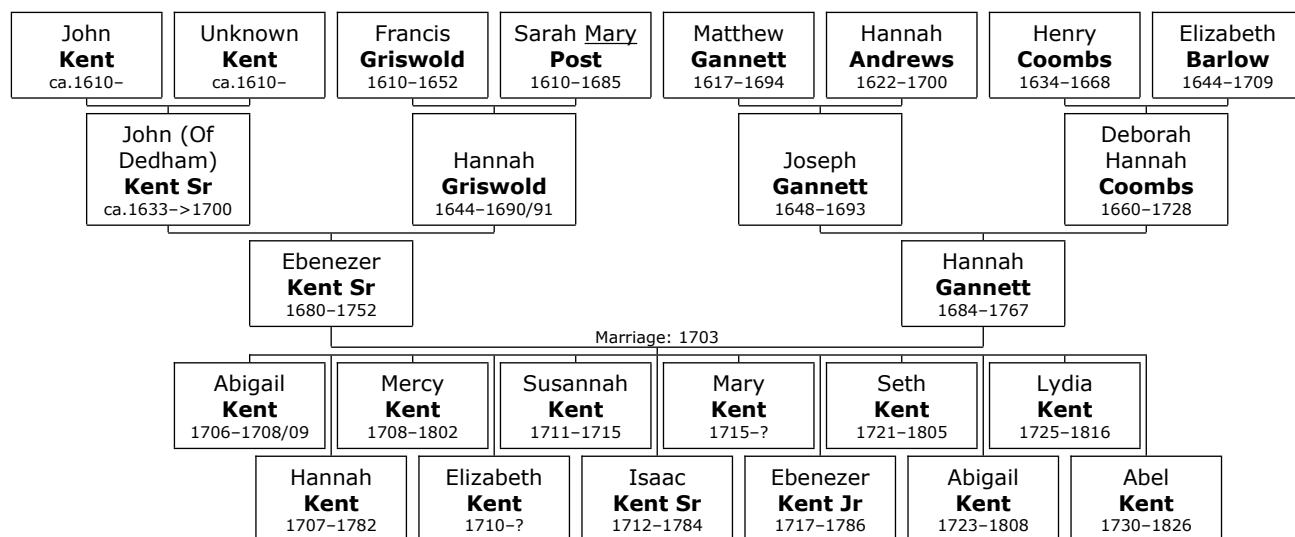 John
Kent
ca.1610–
Unknown
Kent
ca.1610–
Francis
Griswold
1610–1652
Sarah Mary
Post
1610–1685
Matthew
Gannett
1617–1694
Hannah
Andrews
1622–1700
Henry
Coombs
1634–1668
Elizabeth
Barlow
1644–1709
John (Of
Dedham)
Kent Sr
ca.1633–>1700
Hannah
Griswold
1644–1690/91
Joseph
Gannett
1648–1693
Deborah
Hannah
Coombs
1660–1728
Ebenezer
Kent Sr
1680–1752
Hannah
Gannett
1684–1767
Marriage: 1703
Abigail
Kent
1706–1708/09
Mercy
Kent
1708–1802
Susannah
Kent
1711–1715
Mary
Kent
1715–?
Seth
Kent
1721–1805
Lydia
Kent
1725–1816
Hannah
Kent
1707–1782
Elizabeth
Kent
1710–?
Isaac
Kent Sr
1712–1784
Ebenezer
Kent Jr
1717–1786
Abigail
Kent
1723–1808
Abel
Kent
1730–1826